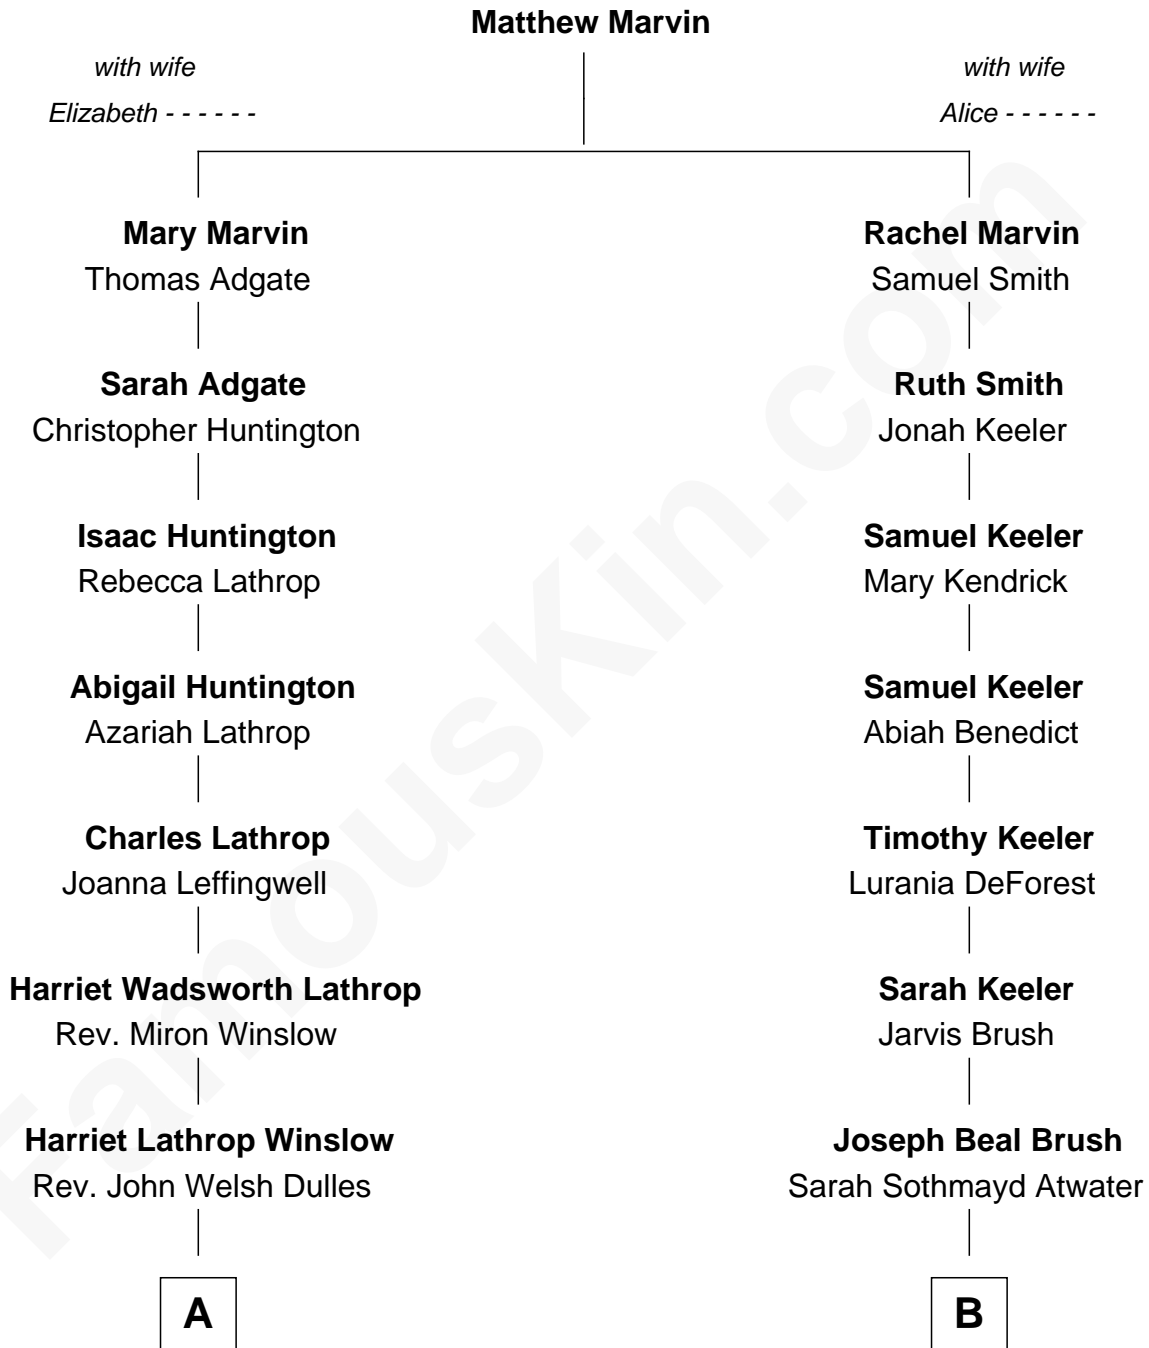 Matthew Marvin
with wife
Elizabeth - - - - - -
with wife
Alice - - - - - -
Mary Marvin
Thomas Adgate
Rachel Marvin
Samuel Smith
Sarah Adgate
Christopher Huntington
Ruth Smith
Jonah Keeler
Isaac Huntington
Rebecca Lathrop
Samuel Keeler
Mary Kendrick
Abigail Huntington
Azariah Lathrop
Samuel Keeler
Abiah Benedict
Charles Lathrop
Joanna Leffingwell
Timothy Keeler
Lurania DeForest
Harriet Wadsworth Lathrop
Rev. Miron Winslow
Sarah Keeler
Jarvis Brush
Harriet Lathrop Winslow
Rev. John Welsh Dulles
Joseph Beal Brush
Sarah Sothmayd Atwater
A
B
FamousKin.com